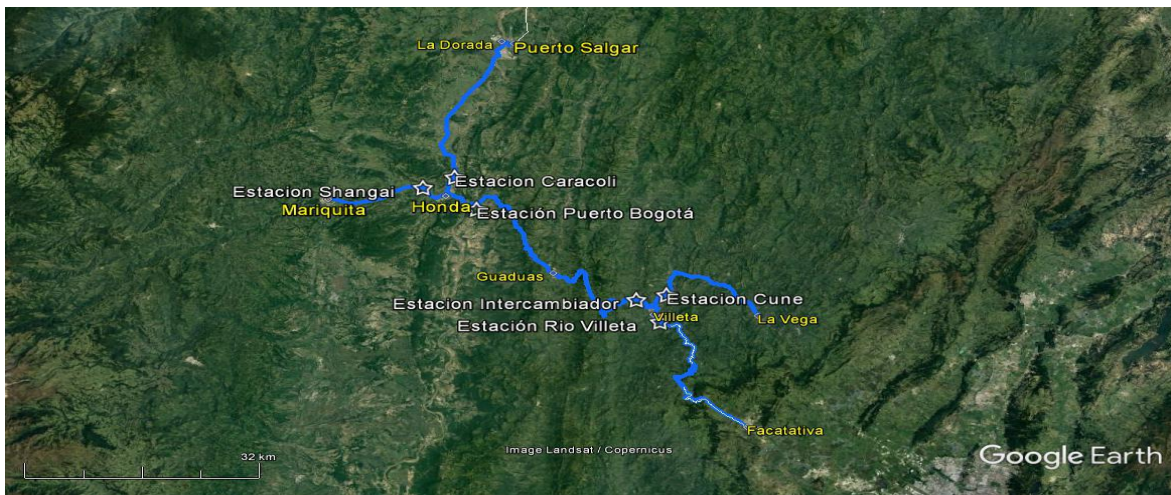 La Dorada
Puerto Salgar
Estacion Caracoli
Estacion Shangai
Mariquita
Honda
Estación Puerto Bogotá
Guaduas
Estacion Intercambiador
Estacion Cune
Villeta
La Vega
Estación Rio Villeta
Facatativa
Image Landsat / Copernicus
32 km
Google Earth